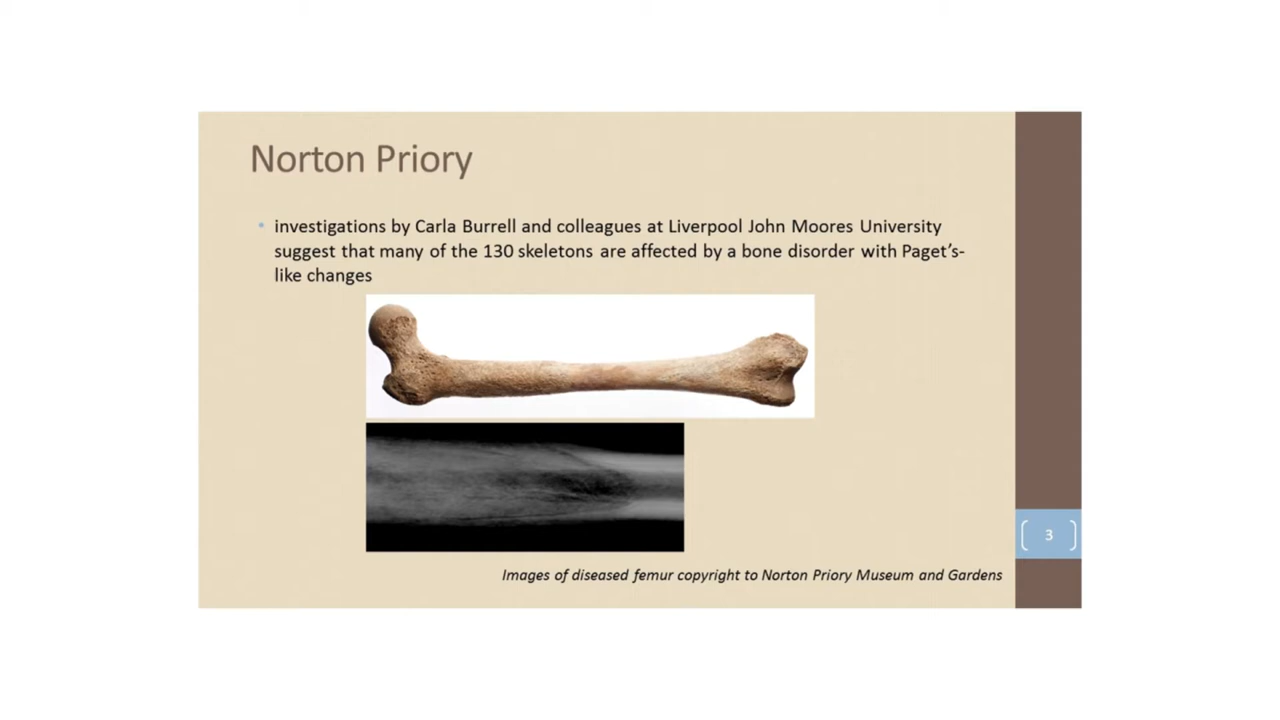 Norton Priory
• investigations by Carla Burrell and colleagues at Liverpool John Moores University
suggest that many of the 130 skeletons are affected by a bone disorder with Paget’s-
like changes
3
Images of diseased femur copyright to Norton Priory Museum and Gardens